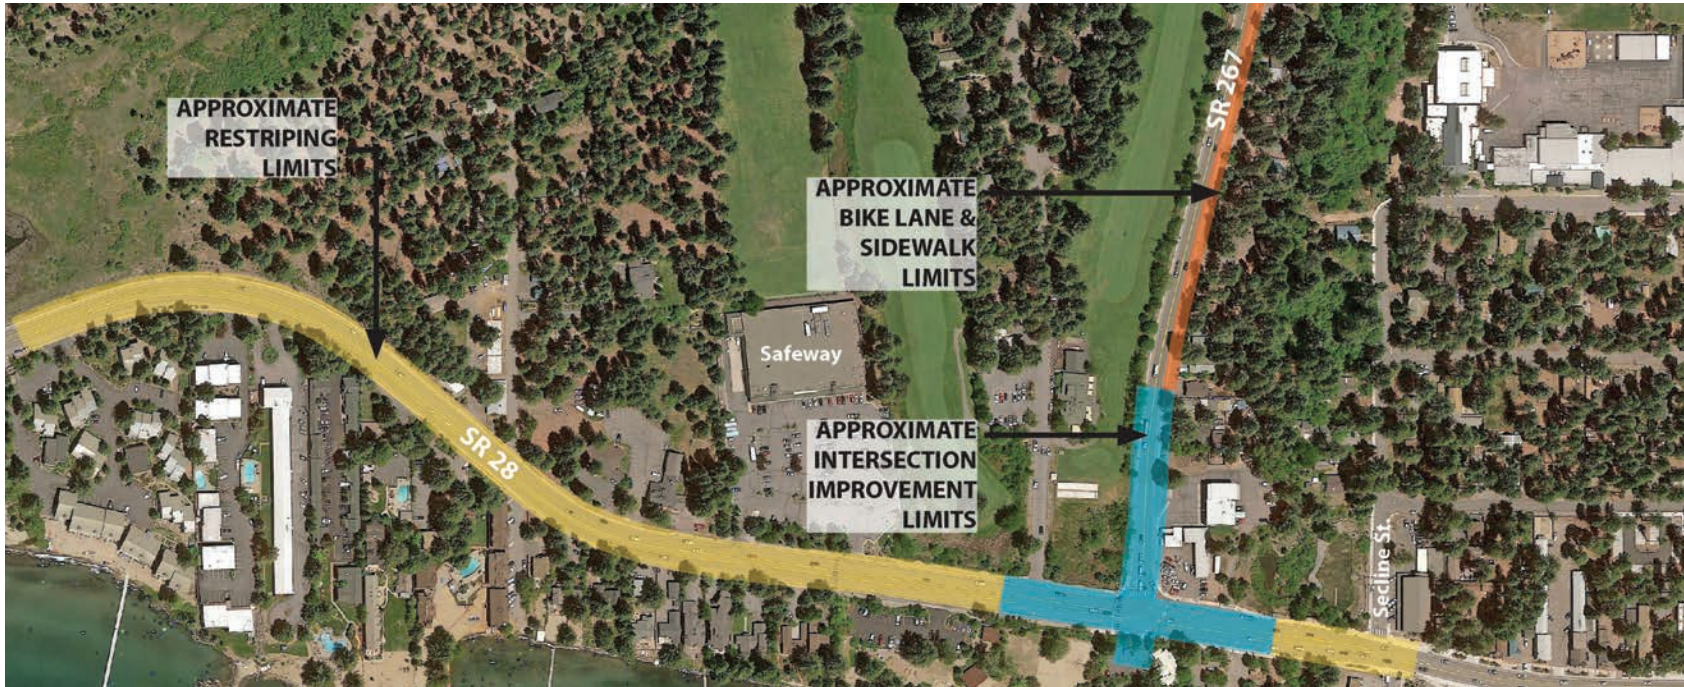 APPROXIMATE
RESTRIPING
LIMITS
SR 267
APPROXIMATE
BIKE LANE &
SIDEWALK
LIMITS
Safeway
SR 28
APPROXIMATE
INTERSECTION
IMPROVEMENT
LIMITS
Secline St.